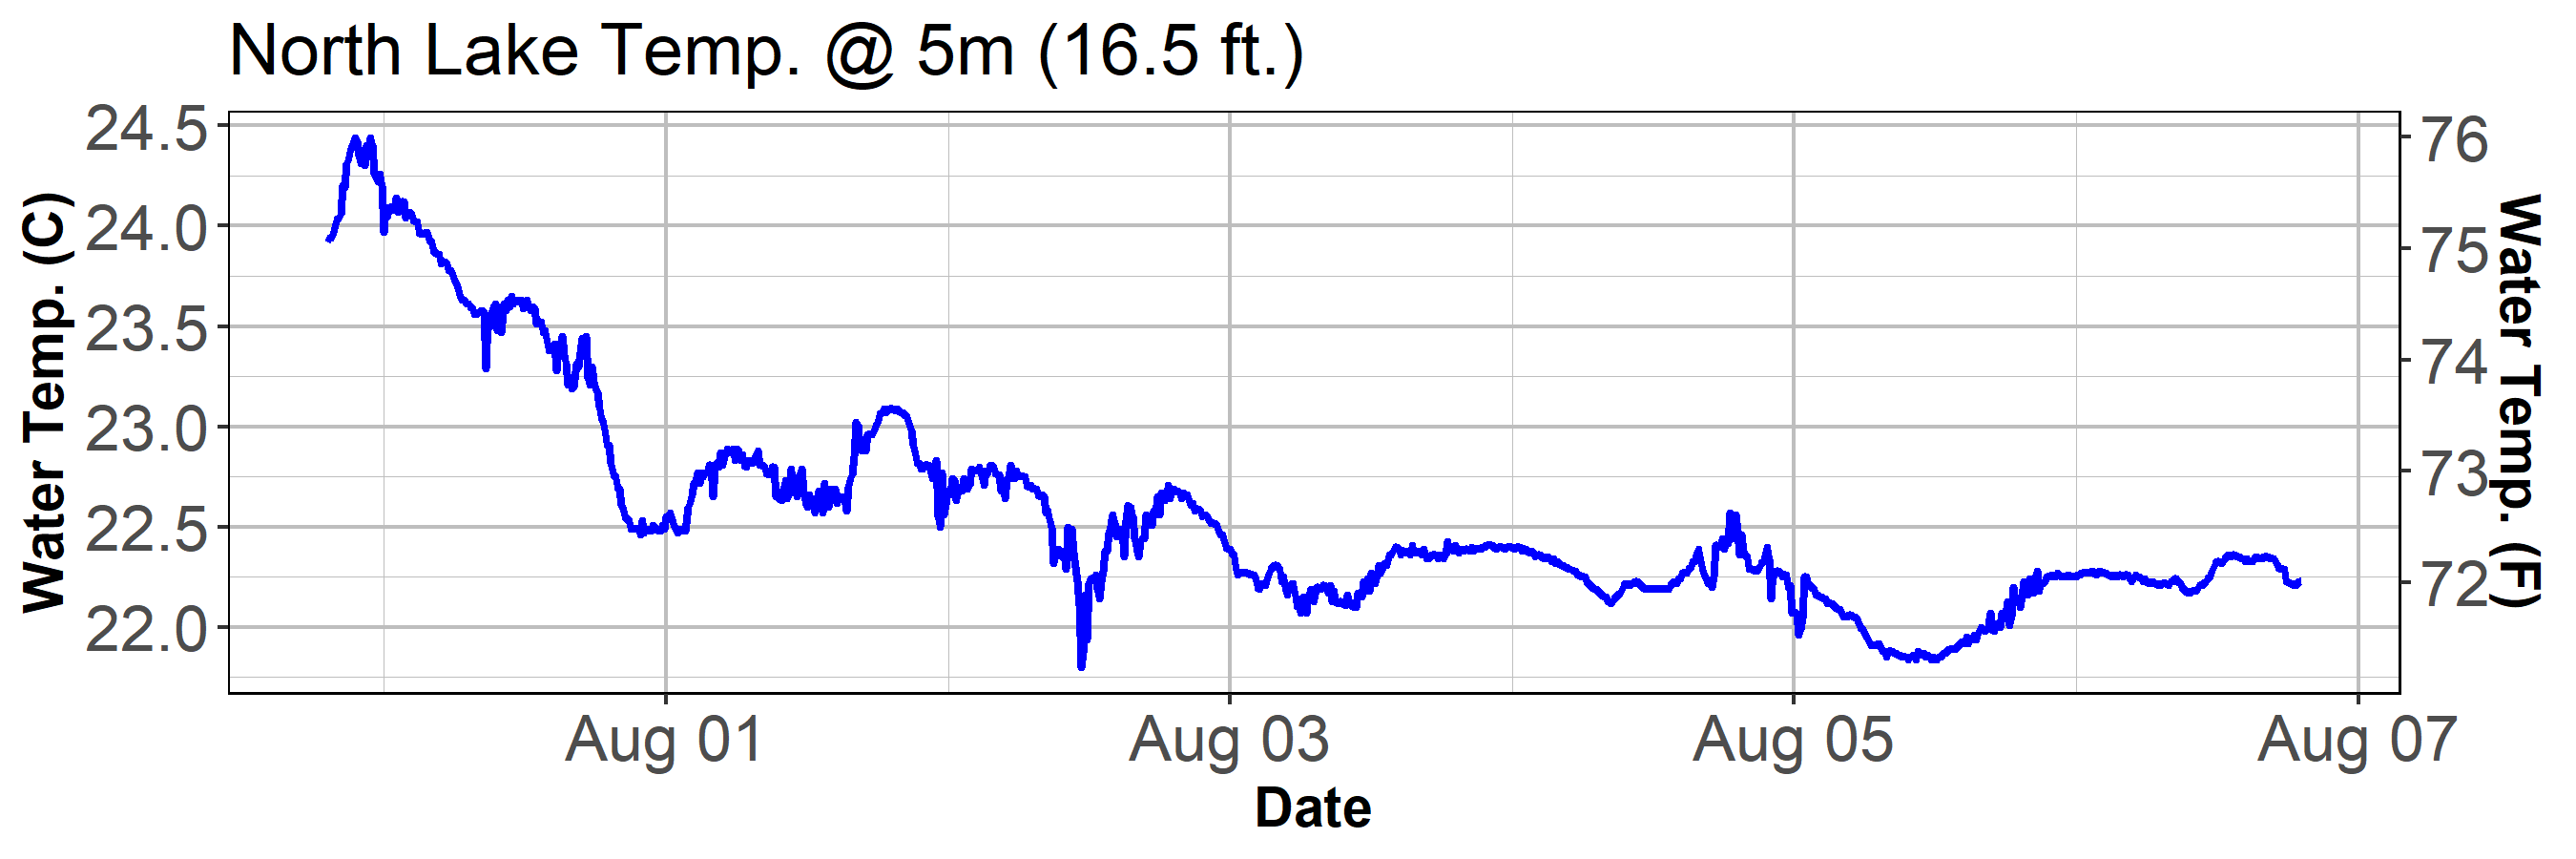 North Lake Temp. @ 5m (16.5 ft.)
Water Temp. (C)
24.5
24.0
23.5
23.0
22.5
22.0
76
75
74
73
72
Water Temp. (F)
Aug 01 Aug 03 Aug 05 Aug 07
Date